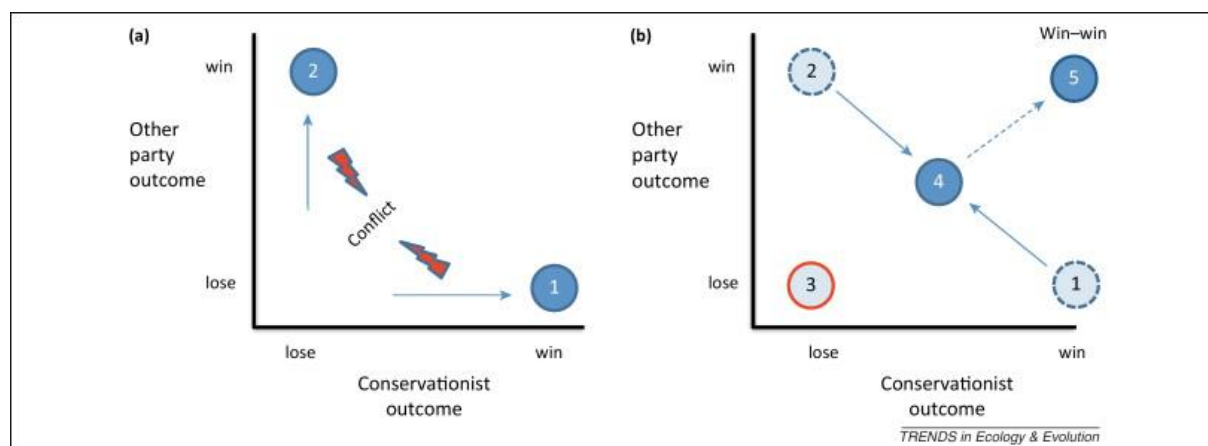 (a)
win
2
Other
party
outcome
Conflict
lose
1
lose
win
Conservationist
outcome
(b)
Win–win
win
2
5
Other
party
outcome
4
lose
3
1
lose
win
Conservationist
outcome
TRENDS in Ecology & Evolution